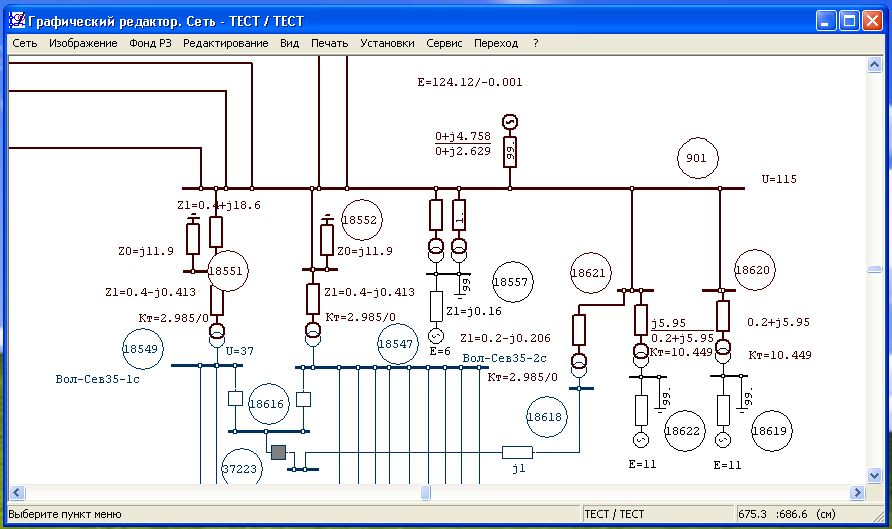 Графический редактор. Сеть - ТЕСТ / ТЕСТ
Сеть Изображение Фонд РЗ Редактирование Вид Печать Установки Сервис Переход ?
E=124.12/-0.001
0+j4.758
0+j2.629
99.
901
U=115
Z1=0.4+j18.6
18552
1.
Z0=j11.9
Z0=j11.9
18551
18557
99
18621
18620
Z1=0.4-j0.413
Z1=0.4-j0.413
Z1=j0.16
Кт=2.985/0
Кт=2.985/0
j5.95
0.2+j5.95
0.2+j5.95
Z1=0.2-j0.206
18549
U=37
18547
E=6
Вол-Сев35-2с
Кт=10.449
Кт=10.449
Вол-Сев35-1с
Кт=2.985/0
99.
99.
18616
18618
18622
18619
37223
j1
E=11
E=11
Выберите пункт меню
ТЕСТ / ТЕСТ
675.3 :686.6 (см)